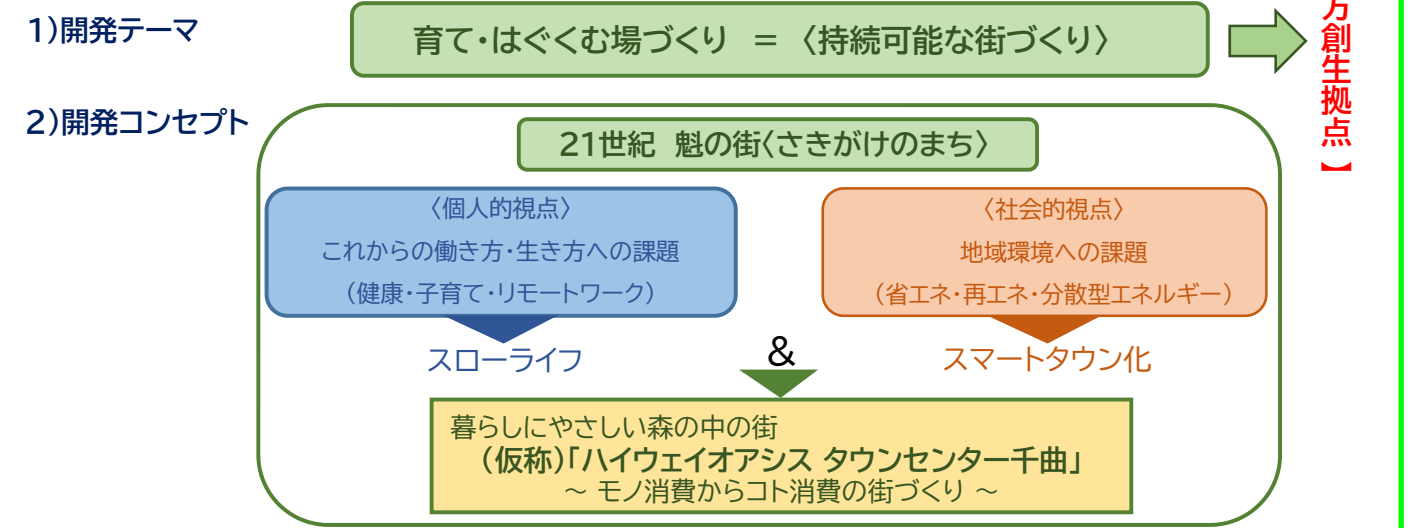 1)開発テーマ
育て・はぐくむ場づくり = 〈持続可能な街づくり〉
創生拠点】
2)開発コンセプト
21世紀 魁の街〈さきがけのまち〉
〈個人的視点〉
これからの働き方・生き方への課題
(健康・子育て・リモートワーク)
スローライフ
&
〈社会的視点〉
地域環境への課題
(省エネ・再エネ・分散型エネルギー)
スマートタウン化
暮らしにやさしい森の中の街
(仮称)「ハイウェイオアシス タウンセンター千曲」
~ モノ消費からコト消費の街づくり ~